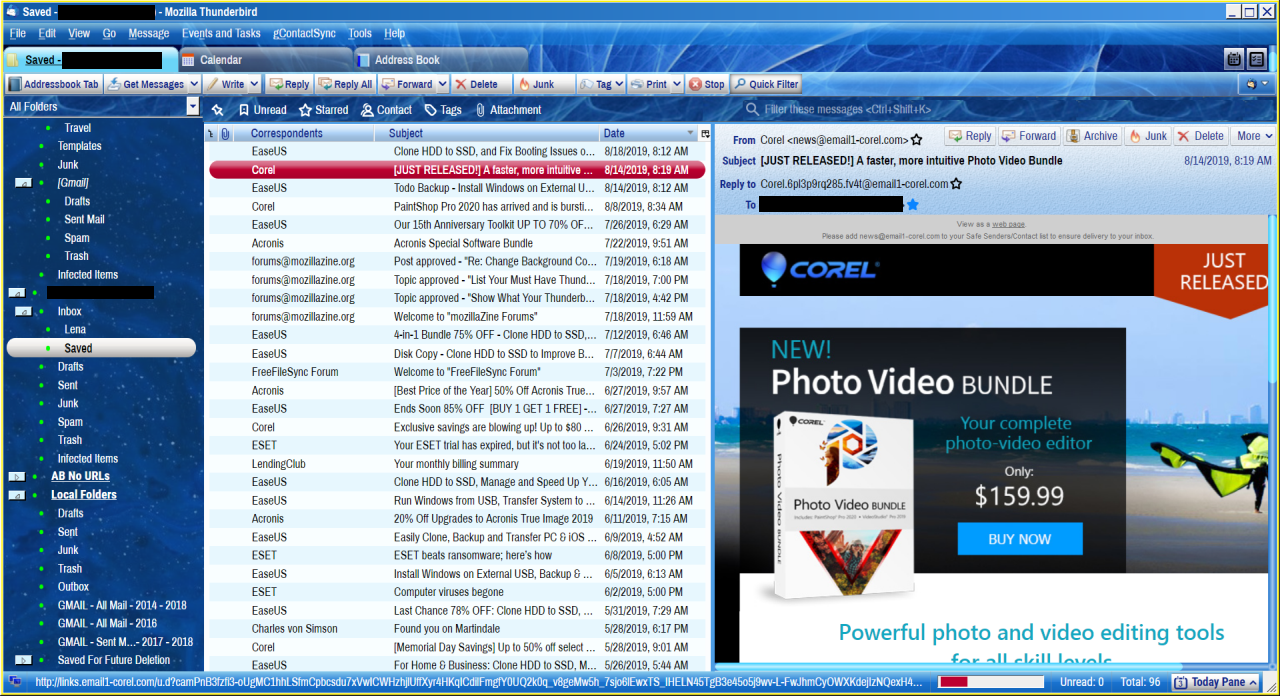 Saved - - Mozilla Thunderbird
File Edit View Go Message Events and Tasks gContactSync Tools Help
Saved - Calendar Address Book
Addressbook Tab Get Messages Write Reply Reply All Forward Delete Junk Tag Print Stop Quick Filter
All Folders Unread Starred Contact Tags Attachment Filter these messages <Ctrl+Shift+K>
Travel
Templates
Junk
[Gmail]
Drafts
Sent Mail
Spam
Trash
Infected Items
Inbox
Lena
Saved
Drafts
Sent
Junk
Spam
Trash
Infected Items
AB No URLs
Local Folders
Drafts
Sent
Junk
Trash
Outbox
GMAIL - All Mail - 2014 - 2018
GMAIL - All Mail - 2016
GMAIL - Sent M...- 2017 - 2018
Saved For Future Deletion
Correspondents Subject Date
EaseUS Clone HDD to SSD, and Fix Booting Issues o... 8/18/2019, 8:12 AM
Corel [JUST RELEASED!] A faster, more intuitive ... 8/14/2019, 8:19 AM
EaseUS Todo Backup - Install Windows on External U... 8/14/2019, 8:12 AM
Corel PaintShop Pro 2020 has arrived and is bursti... 8/8/2019, 8:34 AM
EaseUS Our 15th Anniversary Toolkit UP TO 70% OF... 7/26/2019, 6:29 AM
Acronis Acronis Special Software Bundle 7/22/2019, 9:51 AM
forums@mozillazine.org Post approved - "Re: Change Background Co... 7/19/2019, 6:18 AM
forums@mozillazine.org Topic approved - "List Your Must Have Thund... 7/18/2019, 7:00 PM
forums@mozillazine.org Topic approved - "Show What Your Thunderb... 7/18/2019, 4:42 PM
forums@mozillazine.org Welcome to "mozillaZine Forums" 7/18/2019, 11:59 AM
EaseUS 4-in-1 Bundle 75% OFF - Clone HDD to SSD,... 7/12/2019, 6:46 AM
EaseUS Disk Copy - Clone HDD to SSD to Improve B... 7/7/2019, 6:44 AM
FreeFileSync Forum Welcome to "FreeFileSync Forum" 7/3/2019, 7:22 PM
Acronis [Best Price of the Year] 50% Off Acronis True... 6/27/2019, 9:57 AM
EaseUS Ends Soon 85% OFF [BUY 1 GET 1 FREE] -... 6/27/2019, 7:27 AM
Corel Exclusive savings are blowing up! Up to $80 ... 6/26/2019, 9:31 AM
ESET Your ESET trial has expired, but it's not too la... 6/24/2019, 5:02 PM
LendingClub Your monthly billing summary 6/19/2019, 11:50 AM
EaseUS Clone HDD to SSD, Manage and Speed Up Y... 6/16/2019, 6:05 AM
EaseUS Run Windows from USB, Transfer System to ... 6/14/2019, 11:26 AM
Acronis 20% Off Upgrades to Acronis True Image 2019 6/11/2019, 7:15 AM
EaseUS Easily Clone, Backup and Transfer PC & iOS ... 6/9/2019, 4:52 AM
ESET ESET beats ransomware; here's how 6/8/2019, 5:00 PM
EaseUS Install Windows on External USB, Backup & ... 6/5/2019, 6:13 AM
ESET Computer viruses begone 6/2/2019, 5:00 PM
EaseUS Last Chance 78% OFF: Clone HDD to SSD, ... 5/31/2019, 7:29 AM
Charles von Simson Found you on Martindale 5/28/2019, 6:17 PM
Corel [Memorial Day Savings] Up to 50% off select ... 5/28/2019, 9:01 AM
EaseUS For Home & Business: Clone HDD to SSD, M... 5/26/2019, 5:44 AM
From Corel <news@email1-corel.com> Reply Forward Archive Junk Delete More
Subject [JUST RELEASED!] A faster, more intuitive Photo Video Bundle 8/14/2019, 8:19 AM
Reply to Corel.6pl3p9rq285.fv4t@email1-corel.com
To
View as a web page.
Please add news@email1-corel.com to your Safe Senders/Contact list to ensure delivery to your inbox.
COREL
JUST
RELEASED
NEW!
Photo Video BUNDLE
Your complete
photo-video editor
Only:
$159.99
BUY NOW
COREL
PHOTO VIDEO BUNDLE
Photo Video BUNDLE
Includes: PaintShop Pro 2020 + VideoStudio Pro 2019
Powerful photo and video editing tools
for all skill levels
Unread: 0 Total: 96 Today Pane